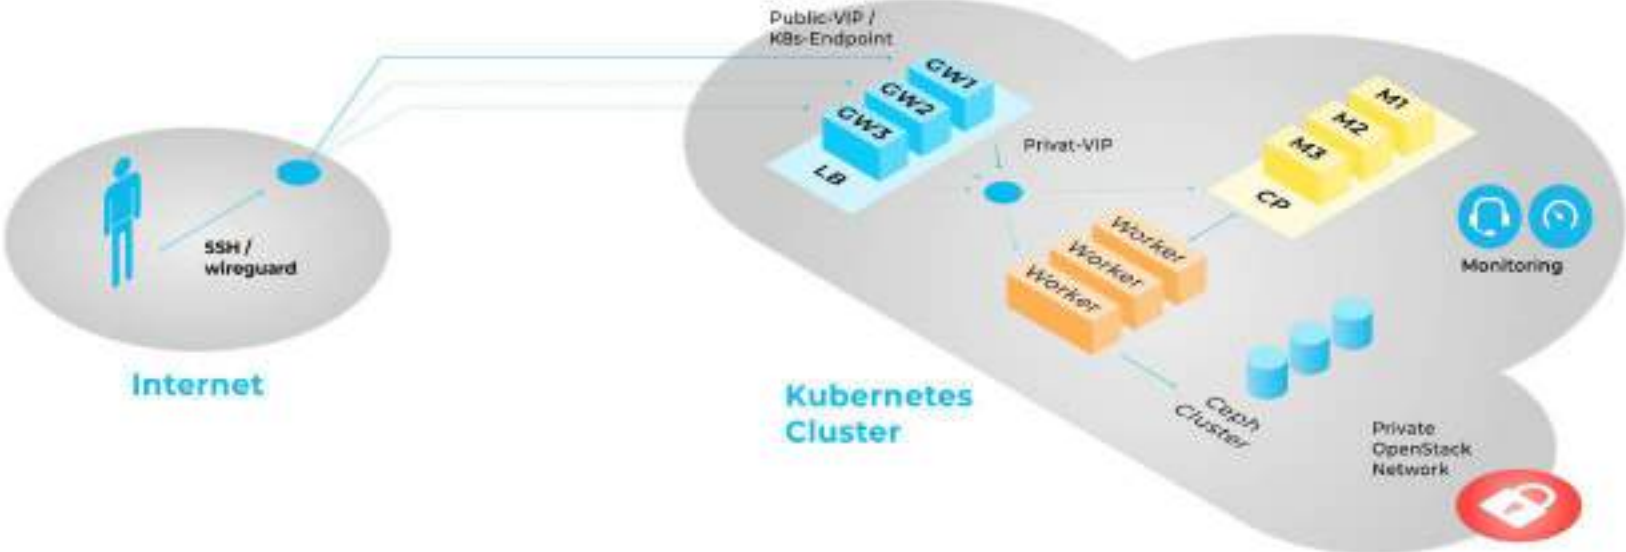 Public-VIP /
K8s-Endpoint
GW1
GW2
GW3
LB
Privat-VIP
M1
M2
M3
CP
SSH /
wireguard
Worker
Worker
Worker
Monitoring
Internet
Kubernetes
Cluster
Ceph
Cluster
Private
OpenStack
Network